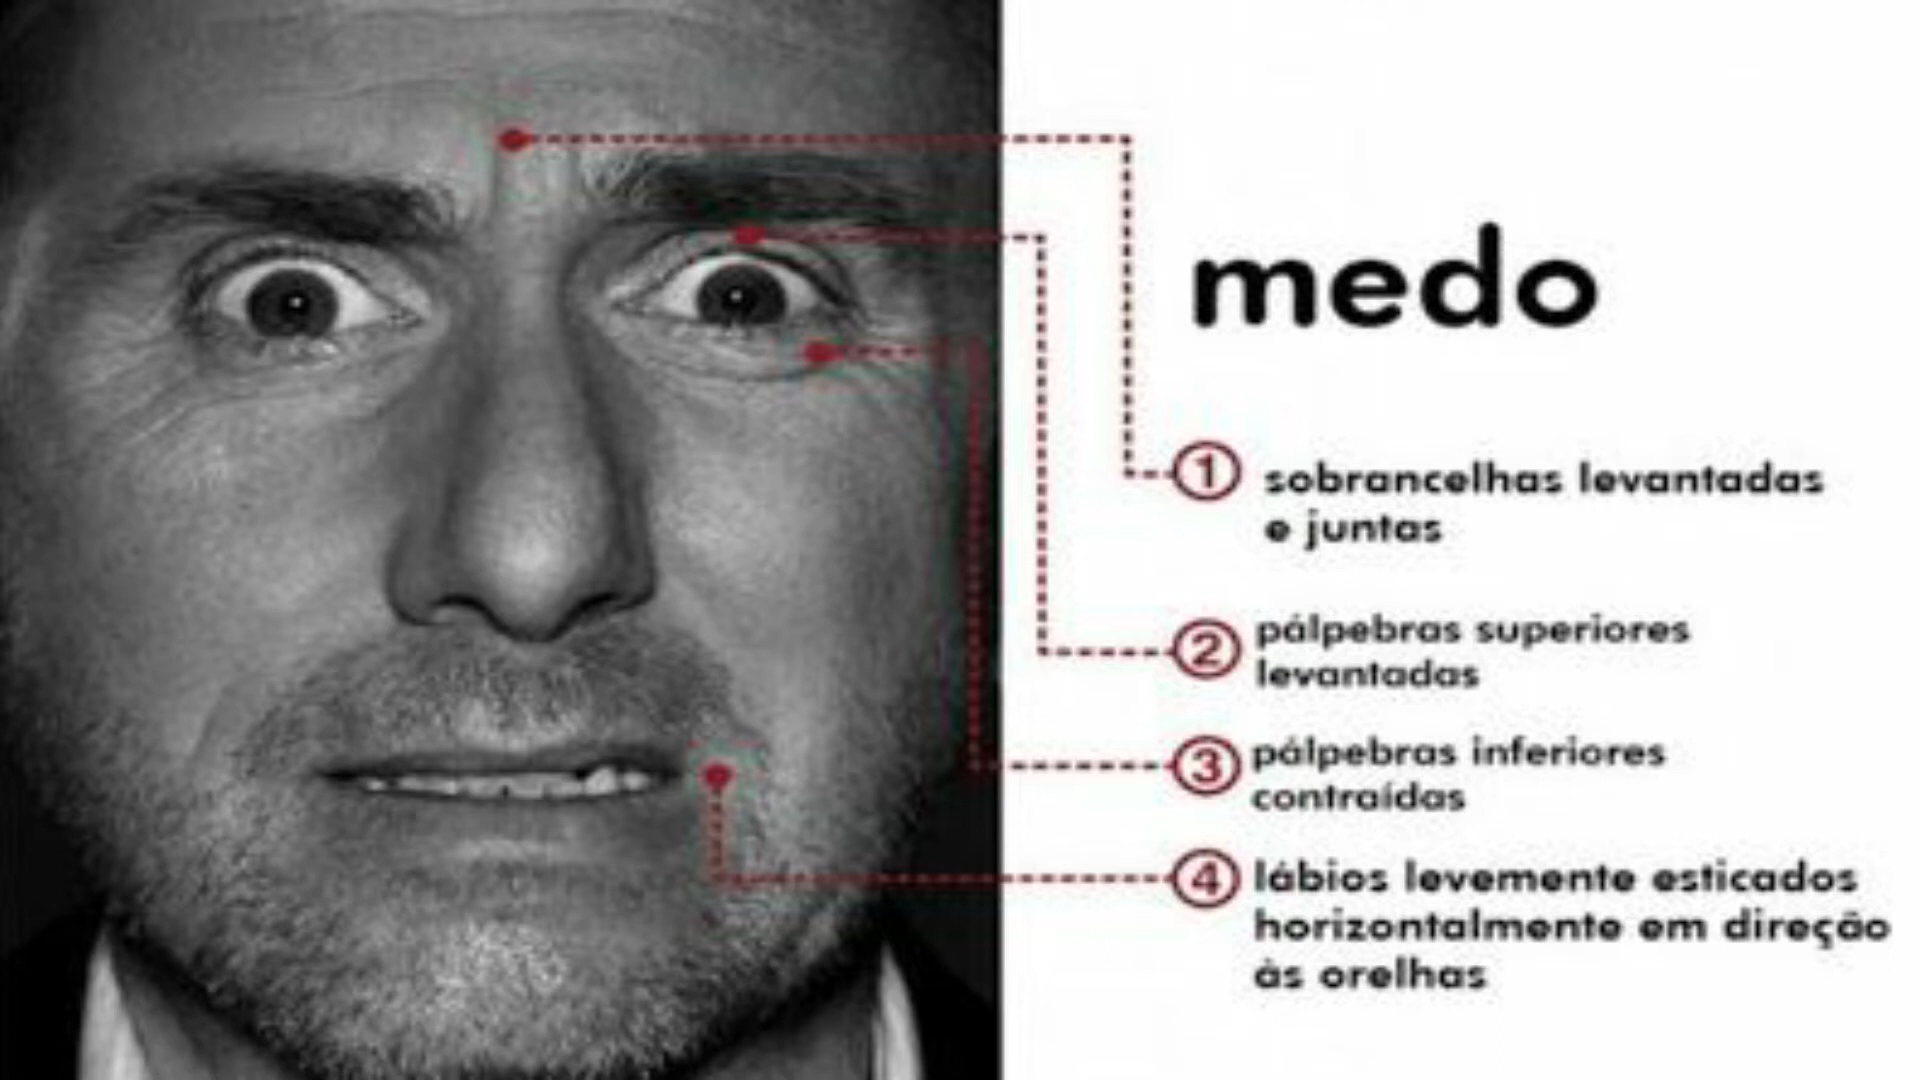 medo
1 sobrancelhas levantadas
e juntas
2 pálpebras superiores
levantadas
3 pálpebras inferiores
contraídas
4 lábios levemente esticados
horizontalmente em direção
às orelhas